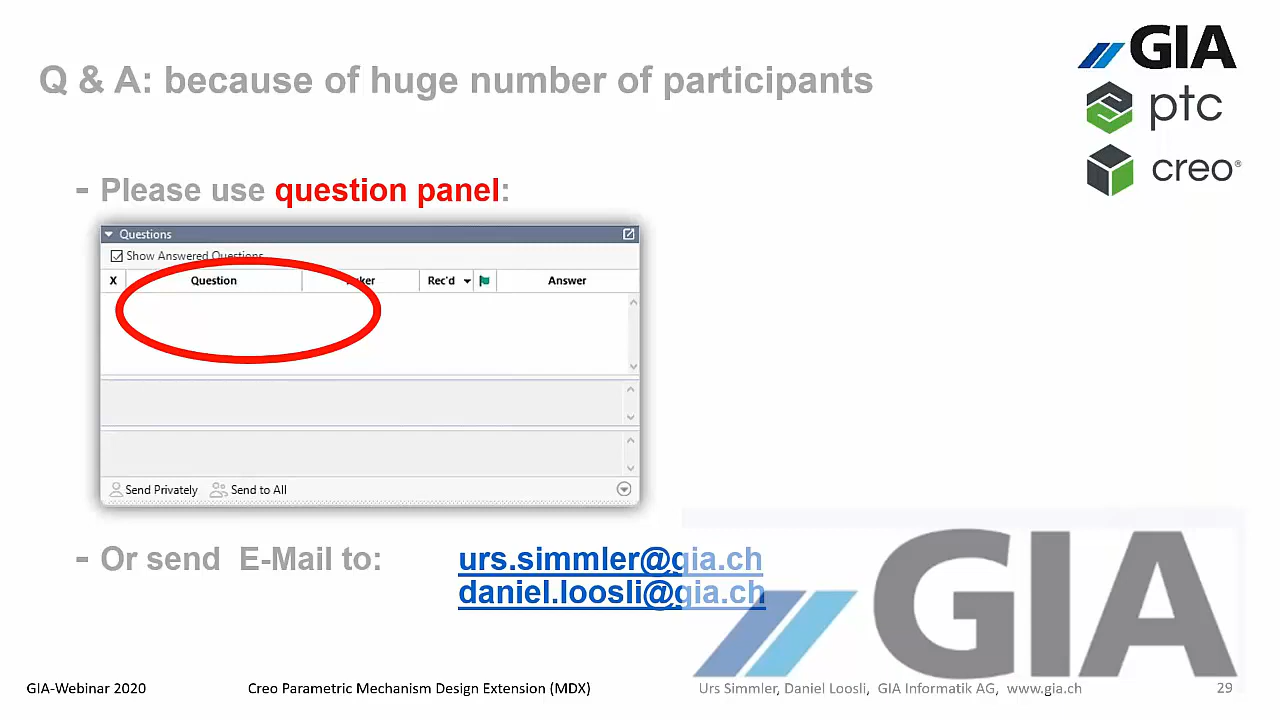 Q & A: because of huge number of participants
GIA
ptc
creo®
- Please use question panel:
Questions
Show Answered Questions
X Question Asker Rec'd Answer
Send Privately Send to All
- Or send E-Mail to: urs.simmler@gia.ch
daniel.loosli@gia.ch
GIA
GIA-Webinar 2020 Creo Parametric Mechanism Design Extension (MDX) Urs Simmler, Daniel Loosli, GIA Informatik AG, www.gia.ch 29